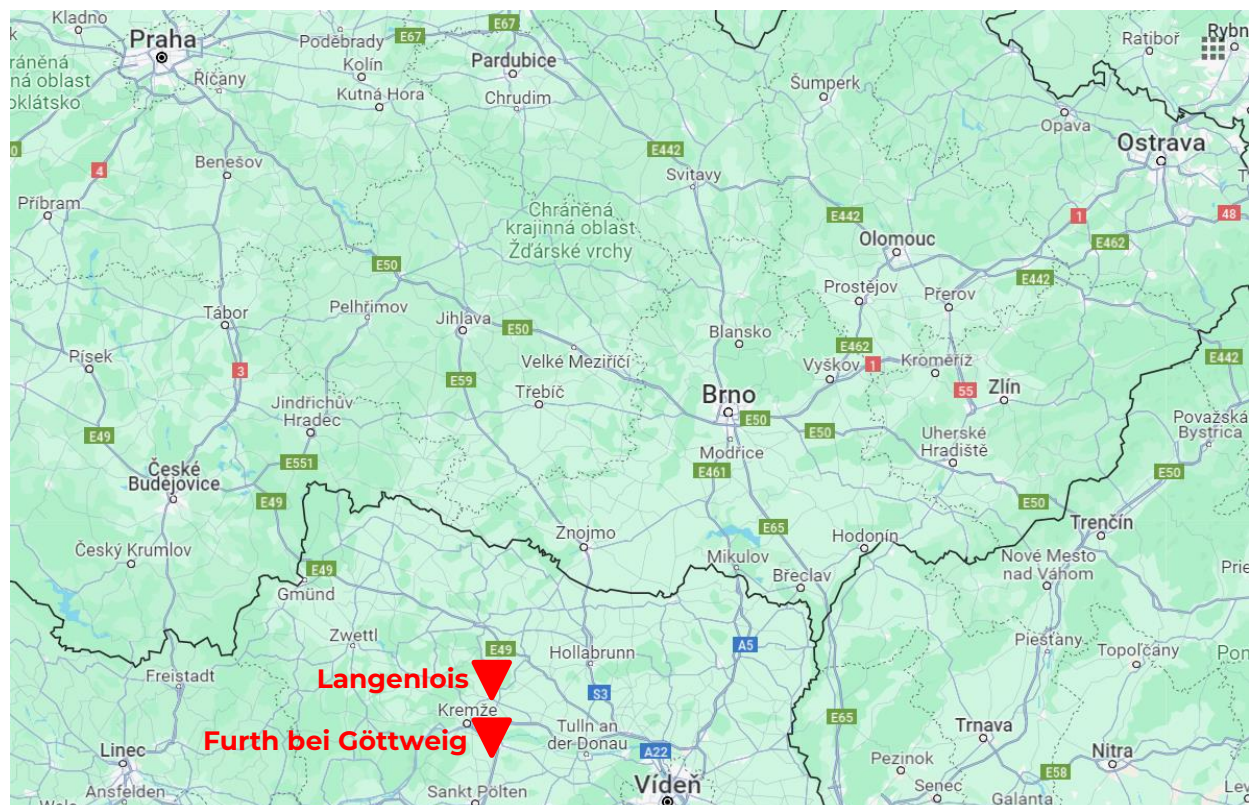 Kladno
E67
Praha
Poděbrady
E67
Ratiboř
Rybn
k
Kolín
Pardubice
hráněná
ná oblast
oklátsko
Říčany
Šumperk
Kutná Hora
Chrudim
Opava
Ostrava
0
E442
Benešov
4
Svitavy
T
Příbram
Chráněná
krajinná oblast
Žďárské vrchy
E442
1
48
Olomouc
E462
E50
E442
Prostějov
Přerov
Pelhřimov
Tábor
Jihlava
E50
Blansko
E462
Písek
Velké Meziříčí
1
Kroměříž
E442
3
E59
Vyškov
Třebíč
Brno
55
Zlín
Jindřichův
Hradec
E50
E50
Považská
Bystrica
E49
Modřice
Uherské
Hradiště
České
Budějovice
E551
E461
E50
E49
E50
Trenčín
Znojmo
E65
Hodonín
Český Krumlov
Mikulov
Nové Mesto
nad Váhom
E49
Břeclav
Prie
Gmünd
Zwettl
Piešťany
E49
Hollabrunn
A5
Topoľčany
Pon
Freistadt
Langenlois
S3
Kremže
E65
Trnava
Furth bei Göttweig
Tulln an
der Donau
Linec
A22
Nitra
Pezinok
E58
Ansfelden
Sankt Pölten
Vídeň
Senec
Galanta
Lev